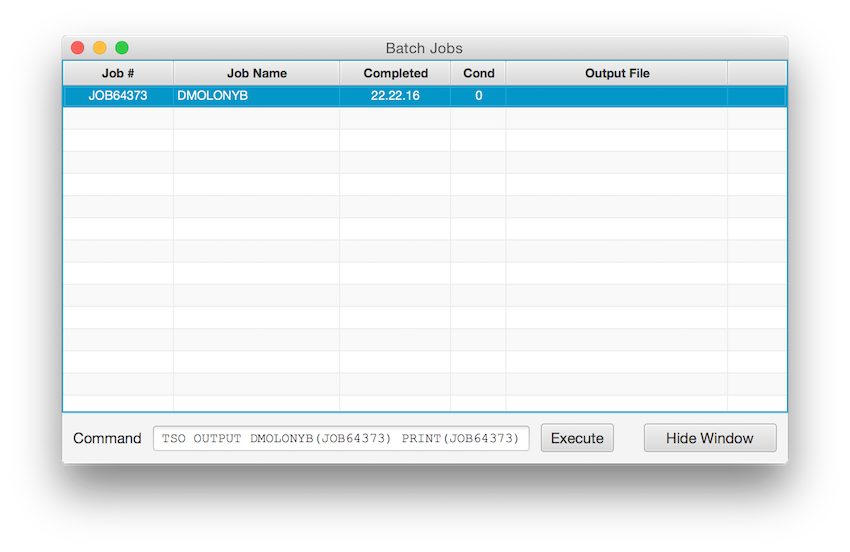 Batch Jobs
Job # Job Name Completed Cond Output File
JOB64373 DMOLONYB 22.22.16 0
Command TSO OUTPUT DMOLONYB(JOB64373) PRINT(JOB64373) Execute Hide Window